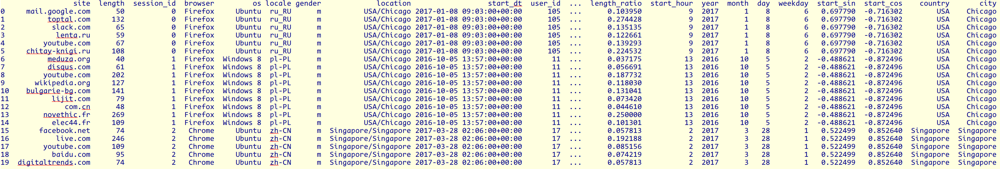 site length session_id browser os locale gender location start_dt user_id ... length_ratio start_hour year month day weekday start_sin start_cos country city
0 mail.google.com 50 0 Firefox Ubuntu ru_RU m USA/Chicago 2017-01-08 09:03:00+00:00 105 ... 0.103950 9 2017 1 8 6 0.697790 -0.716302 USA Chicago
1 toptal.com 132 0 Firefox Ubuntu ru_RU m USA/Chicago 2017-01-08 09:03:00+00:00 105 ... 0.274428 9 2017 1 8 6 0.697790 -0.716302 USA Chicago
2 slack.com 65 0 Firefox Ubuntu ru_RU m USA/Chicago 2017-01-08 09:03:00+00:00 105 ... 0.135135 9 2017 1 8 6 0.697790 -0.716302 USA Chicago
3 lenta.ru 59 0 Firefox Ubuntu ru_RU m USA/Chicago 2017-01-08 09:03:00+00:00 105 ... 0.122661 9 2017 1 8 6 0.697790 -0.716302 USA Chicago
4 youtube.com 67 0 Firefox Ubuntu ru_RU m USA/Chicago 2017-01-08 09:03:00+00:00 105 ... 0.139293 9 2017 1 8 6 0.697790 -0.716302 USA Chicago
5 chitay-knigi.ru 108 0 Firefox Ubuntu ru_RU m USA/Chicago 2017-01-08 09:03:00+00:00 105 ... 0.224532 9 2017 1 8 6 0.697790 -0.716302 USA Chicago
6 meduza.org 40 1 Firefox Windows 8 pl-PL m USA/Chicago 2016-10-05 13:57:00+00:00 11 ... 0.037175 13 2016 10 5 2 -0.488621 -0.872496 USA Chicago
7 disqus.com 61 1 Firefox Windows 8 pl-PL m USA/Chicago 2016-10-05 13:57:00+00:00 11 ... 0.056691 13 2016 10 5 2 -0.488621 -0.872496 USA Chicago
8 youtube.com 202 1 Firefox Windows 8 pl-PL m USA/Chicago 2016-10-05 13:57:00+00:00 11 ... 0.187732 13 2016 10 5 2 -0.488621 -0.872496 USA Chicago
9 wikipedia.org 127 1 Firefox Windows 8 pl-PL m USA/Chicago 2016-10-05 13:57:00+00:00 11 ... 0.118030 13 2016 10 5 2 -0.488621 -0.872496 USA Chicago
10 bulgarie-bg.com 141 1 Firefox Windows 8 pl-PL m USA/Chicago 2016-10-05 13:57:00+00:00 11 ... 0.131041 13 2016 10 5 2 -0.488621 -0.872496 USA Chicago
11 lijit.com 79 1 Firefox Windows 8 pl-PL m USA/Chicago 2016-10-05 13:57:00+00:00 11 ... 0.073420 13 2016 10 5 2 -0.488621 -0.872496 USA Chicago
12 com.cn 48 1 Firefox Windows 8 pl-PL m USA/Chicago 2016-10-05 13:57:00+00:00 11 ... 0.044610 13 2016 10 5 2 -0.488621 -0.872496 USA Chicago
13 novethic.fr 269 1 Firefox Windows 8 pl-PL m USA/Chicago 2016-10-05 13:57:00+00:00 11 ... 0.250000 13 2016 10 5 2 -0.488621 -0.872496 USA Chicago
14 elec44.fr 109 1 Firefox Windows 8 pl-PL m USA/Chicago 2016-10-05 13:57:00+00:00 11 ... 0.101301 13 2016 10 5 2 -0.488621 -0.872496 USA Chicago
15 facebook.net 74 2 Chrome Ubuntu zh-CN m Singapore/Singapore 2017-03-28 02:06:00+00:00 17 ... 0.057813 2 2017 3 28 1 0.522499 0.852640 Singapore Singapore
16 live.com 246 2 Chrome Ubuntu zh-CN m Singapore/Singapore 2017-03-28 02:06:00+00:00 17 ... 0.192188 2 2017 3 28 1 0.522499 0.852640 Singapore Singapore
17 youtube.com 109 2 Chrome Ubuntu zh-CN m Singapore/Singapore 2017-03-28 02:06:00+00:00 17 ... 0.085156 2 2017 3 28 1 0.522499 0.852640 Singapore Singapore
18 baidu.com 95 2 Chrome Ubuntu zh-CN m Singapore/Singapore 2017-03-28 02:06:00+00:00 17 ... 0.074219 2 2017 3 28 1 0.522499 0.852640 Singapore Singapore
19 digitaltrends.com 74 2 Chrome Ubuntu zh-CN m Singapore/Singapore 2017-03-28 02:06:00+00:00 17 ... 0.057813 2 2017 3 28 1 0.522499 0.852640 Singapore Singapore